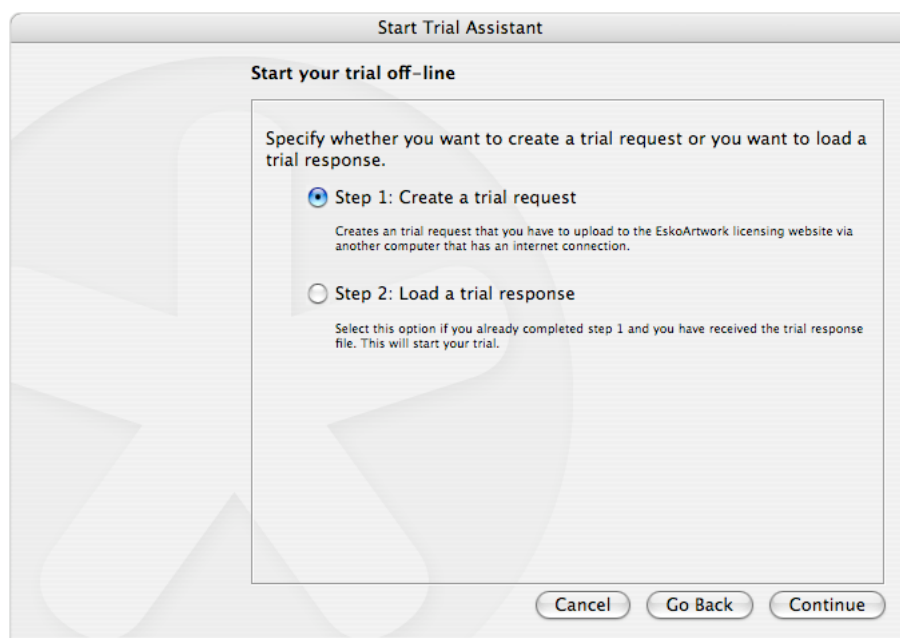 Start Trial Assistant
Start your trial off-line
Specify whether you want to create a trial request or you want to load a
trial response.
Step 1: Create a trial request
Creates an trial request that you have to upload to the EskoArtwork licensing website via
another computer that has an internet connection.
Step 2: Load a trial response
Select this option if you already completed step 1 and you have received the trial response
file. This will start your trial.
Cancel Go Back Continue